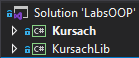 Solution 'LabsOOP'
C# Kursach
C# KursachLib